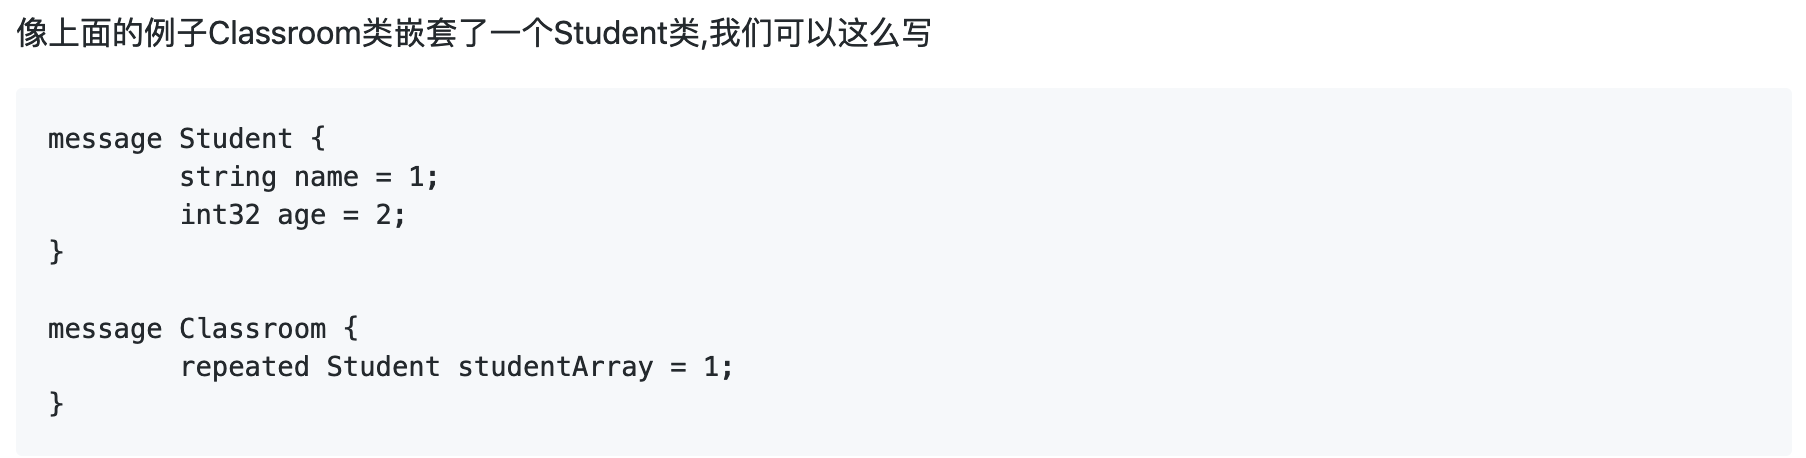 像上面的例子Classroom类嵌套了一个Student类,我们可以这么写
message Student {
        string name = 1;
        int32 age = 2;
}

message Classroom {
        repeated Student studentArray = 1;
}